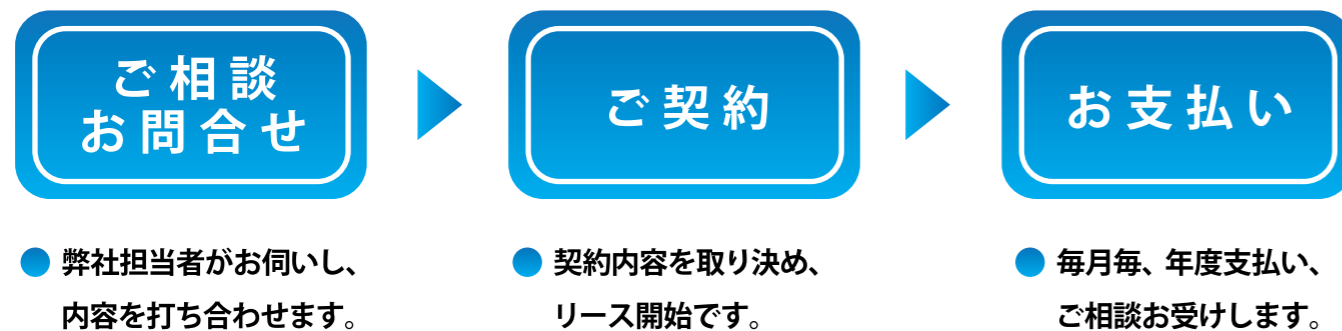 ご相談
お問合せ
ご契約
お支払い
弊社担当者がお伺いし、
内容を打ち合わせます。
契約内容を取り決め、
リース開始です。
毎月毎、年度支払い、
ご相談お受けします。